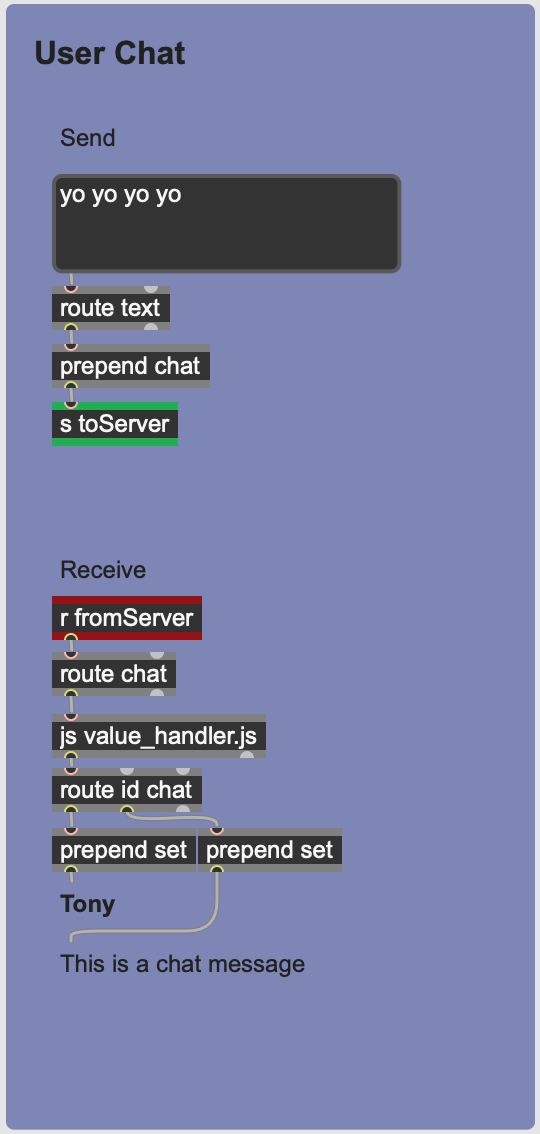 User Chat
Send
yo yo yo yo
route text
prepend chat
s toServer
Receive
r fromServer
route chat
js value_handler.js
route id chat
prepend set prepend set
Tony
This is a chat message